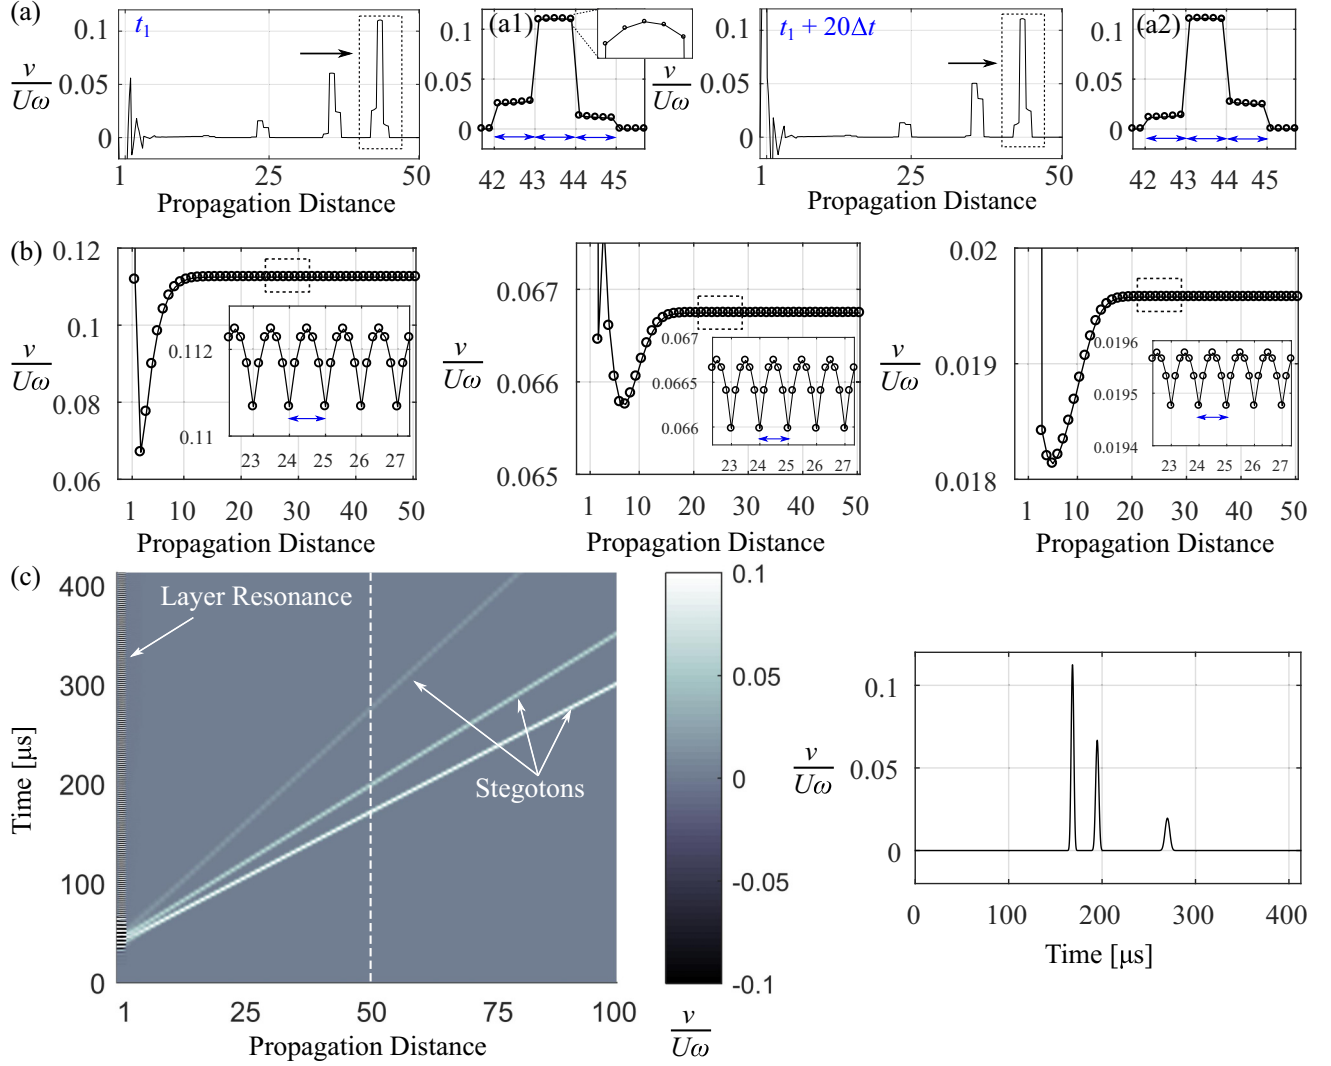 (a)
t₁
v
Uω
0.1
0.05
0
1
25
50
Propagation Distance
(a1)
0.1
0.05
0
42 43 44 45
t₁ + 20Δt
v
Uω
0.1
0.05
0
1
25
50
Propagation Distance
(a2)
0.1
0.05
0
42 43 44 45
(b)
v
Uω
0.12
0.1
0.08
0.06
1 10 20 30 40 50
Propagation Distance
0.112
0.11
23 24 25 26 27
v
Uω
0.067
0.066
0.065
1 10 20 30 40 50
Propagation Distance
0.067
0.0665
0.066
23 24 25 26 27
v
Uω
0.02
0.019
0.018
1 10 20 30 40 50
Propagation Distance
0.0196
0.0195
0.0194
23 24 25 26 27
(c)
Time [μs]
400
300
200
100
0
Layer Resonance
Stegotons
1 25 50 75 100
Propagation Distance
0.1
0.05
0
-0.05
-0.1
v
Uω
v
Uω
0.1
0.05
0
0 100 200 300 400
Time [μs]